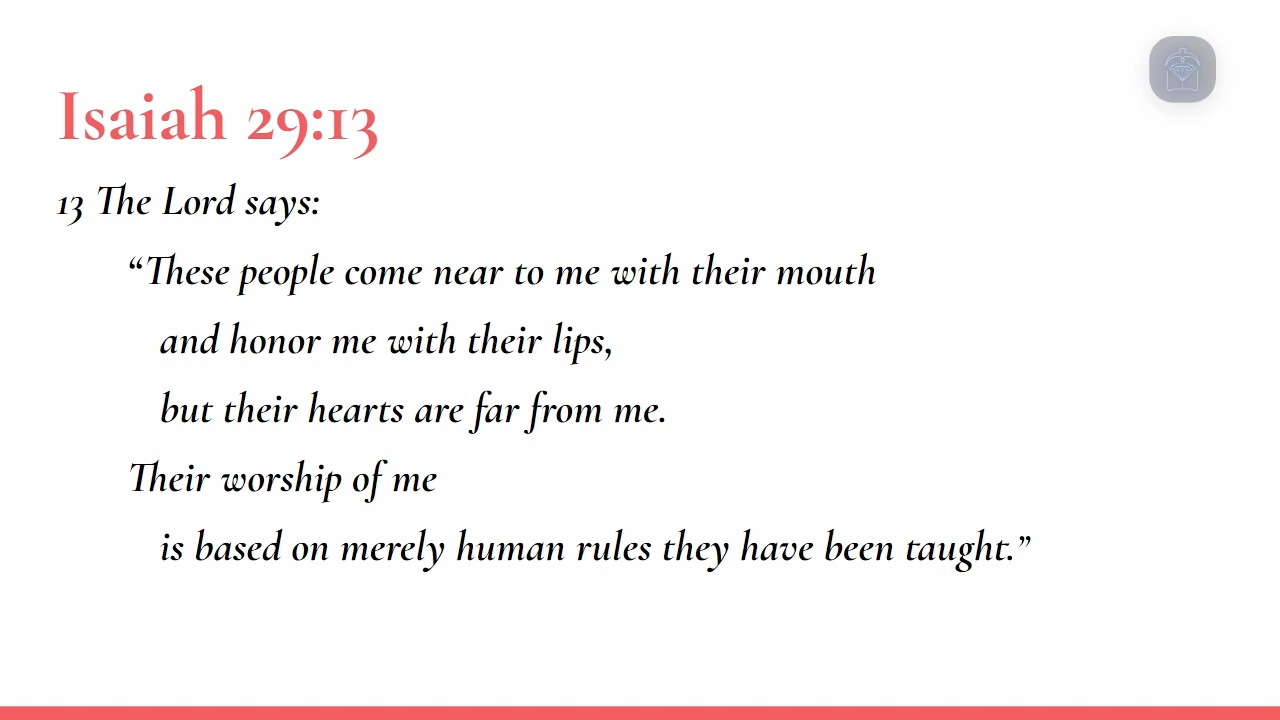 Isaiah 29:13
13 The Lord says:
“These people come near to me with their mouth
and honor me with their lips,
but their hearts are far from me.
Their worship of me
is based on merely human rules they have been taught.”